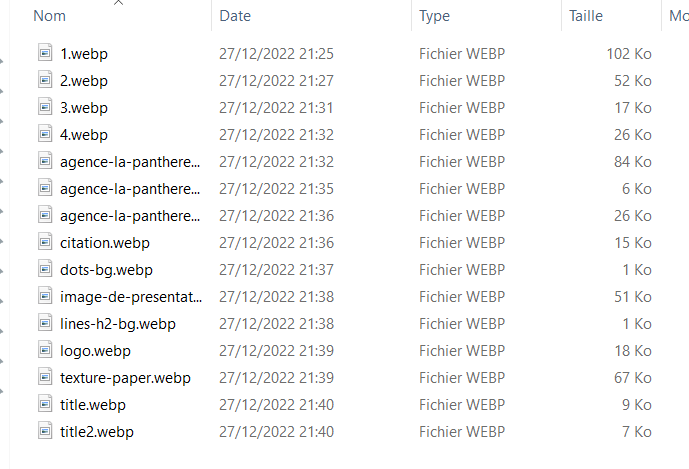 Nom Date Type Taille Mo
1.webp 27/12/2022 21:25 Fichier WEBP 102 Ko
2.webp 27/12/2022 21:27 Fichier WEBP 52 Ko
3.webp 27/12/2022 21:31 Fichier WEBP 17 Ko
4.webp 27/12/2022 21:32 Fichier WEBP 26 Ko
agence-la-panthere... 27/12/2022 21:32 Fichier WEBP 84 Ko
agence-la-panthere... 27/12/2022 21:35 Fichier WEBP 6 Ko
agence-la-panthere... 27/12/2022 21:36 Fichier WEBP 26 Ko
citation.webp 27/12/2022 21:36 Fichier WEBP 15 Ko
dots-bg.webp 27/12/2022 21:37 Fichier WEBP 1 Ko
image-de-presentat... 27/12/2022 21:38 Fichier WEBP 51 Ko
lines-h2-bg.webp 27/12/2022 21:38 Fichier WEBP 1 Ko
logo.webp 27/12/2022 21:39 Fichier WEBP 18 Ko
texture-paper.webp 27/12/2022 21:39 Fichier WEBP 67 Ko
title.webp 27/12/2022 21:40 Fichier WEBP 9 Ko
title2.webp 27/12/2022 21:40 Fichier WEBP 7 Ko